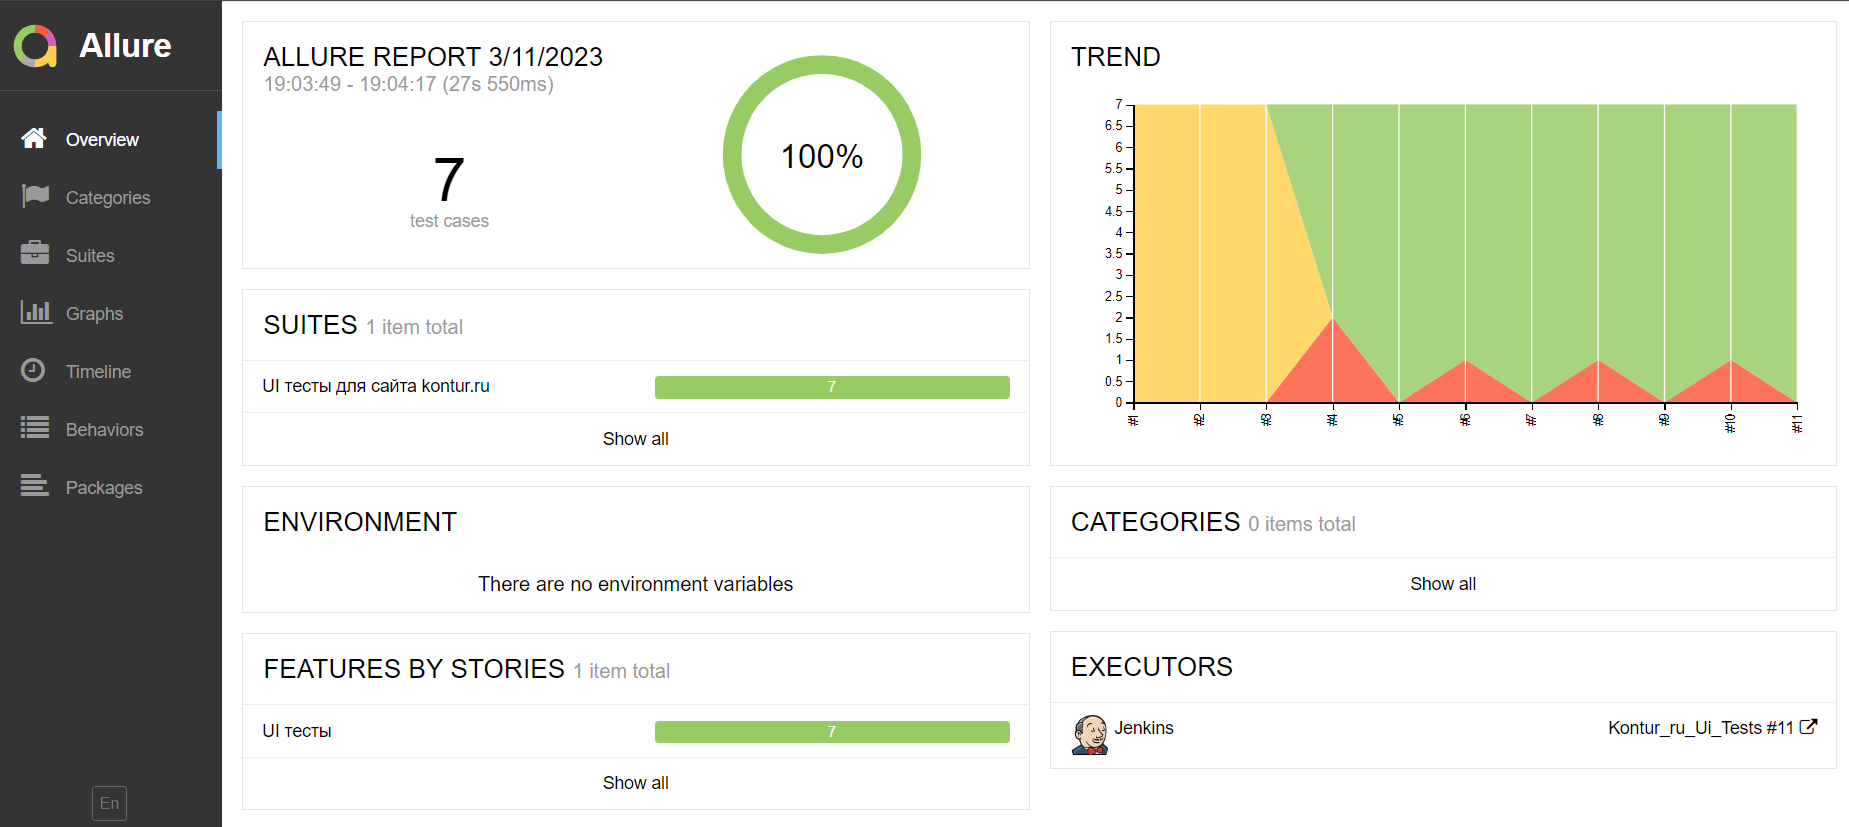 Allure
Overview
Categories
Suites
Graphs
Timeline
Behaviors
Packages
En
ALLURE REPORT 3/11/2023
19:03:49 - 19:04:17 (27s 550ms)
7
test cases
100%
SUITES 1 item total
UI тесты для сайта kontur.ru 7
Show all
ENVIRONMENT
There are no environment variables
FEATURES BY STORIES 1 item total
UI тесты 7
Show all
TREND
7
6.5
6
5.5
5
4.5
4
3.5
3
2.5
2
1.5
1
0.5
0
#1 #2 #3 #4 #5 #6 #7 #8 #9 #10 #11
CATEGORIES 0 items total
Show all
EXECUTORS
Jenkins Kontur_ru_Ui_Tests #11